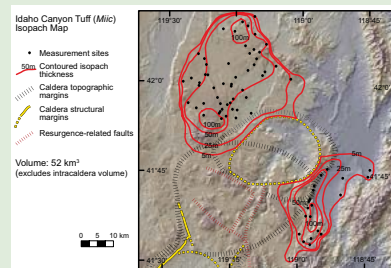 Idaho Canyon Tuff (Miic)
Isopach Map
Measurement sites
50m Contoured isopach
thickness
Caldera topographic
margins
Caldera structural
margins
Resurgence-related faults
Volume: 52 km³
(excludes intracaldera volume)
0 5 10 km
119°30'
119°0'
118°45'
100m
42°0'
42°0'
100m
50m
25m
5m
5m
25m
41°45'
41°45'
50m
100m
41°30'
119°15'
118°45'